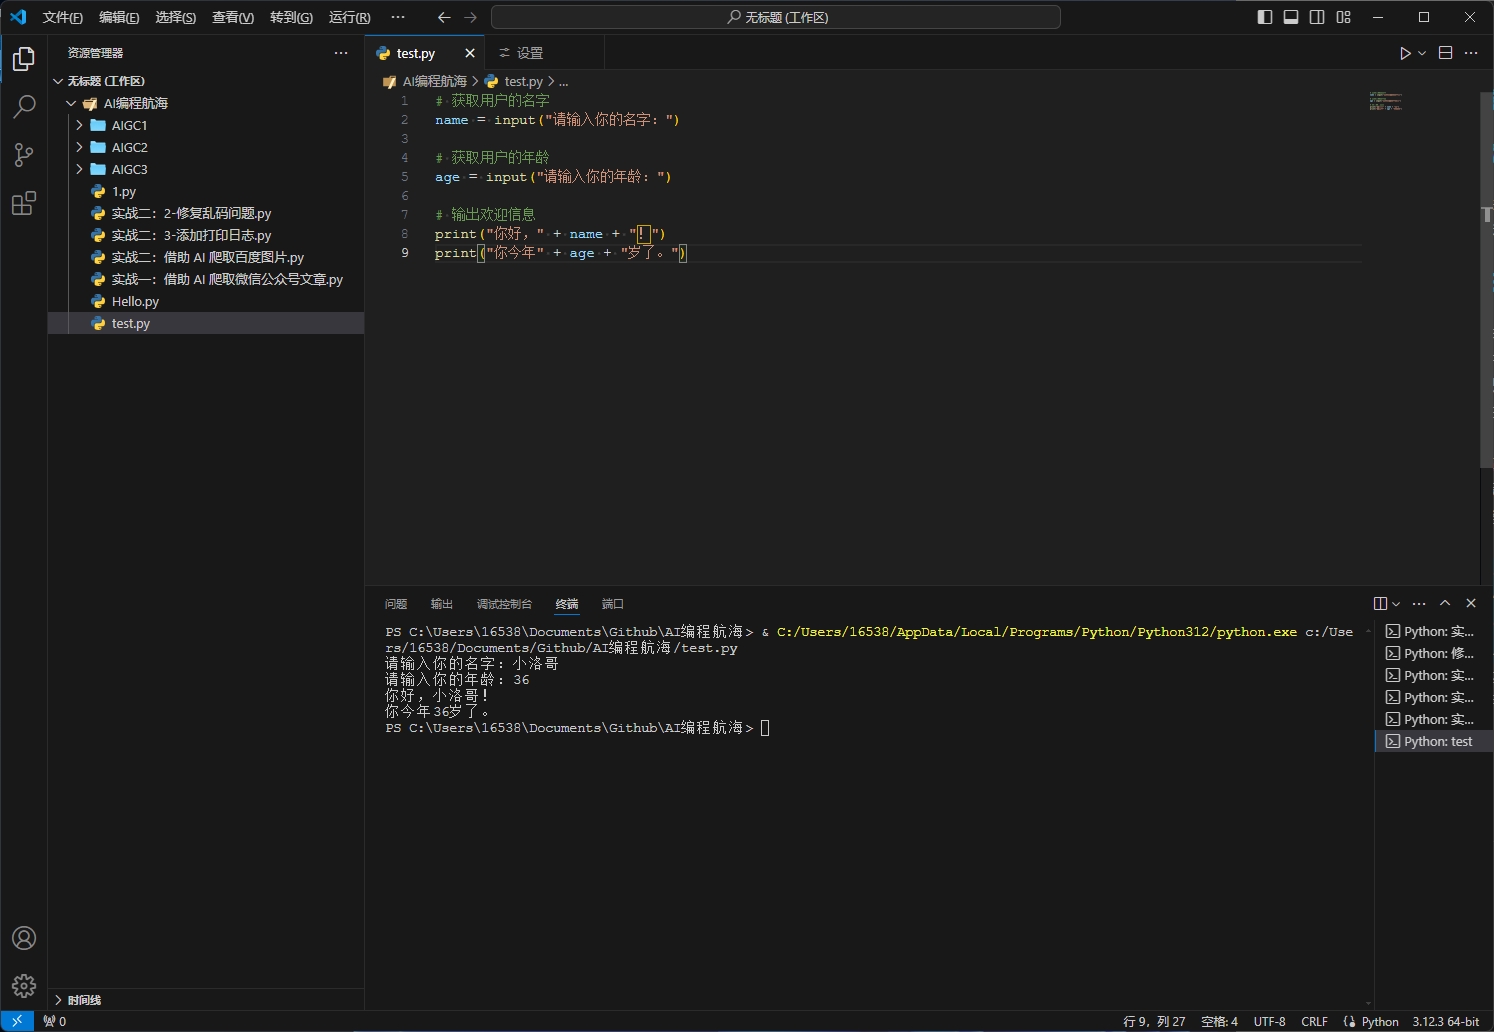 文件(F) 编辑(E) 选择(S) 查看(V) 转到(G) 运行(R) ··· 无标题 (工作区)
资源管理器 ···
无标题 (工作区)
AI编程航海
AIGC1
AIGC2
AIGC3
1.py
实战二：2-修复乱码问题.py
实战二：3-添加打印日志.py
实战二：借助 AI 爬取百度图片.py
实战一：借助 AI 爬取微信公众号文章.py
Hello.py
test.py
时间线
test.py 设置
AI编程航海 > test.py > ...
1 # 获取用户的名字
2 name = input("请输入你的名字：")
3
4 # 获取用户的年龄
5 age = input("请输入你的年龄：")
6
7 # 输出欢迎信息
8 print("你好，" + name + "！")
9 print("你今年" + age + "岁了。")
问题 输出 调试控制台 终端 端口
PS C:\Users\16538\Documents\Github\AI编程航海> & C:/Users/16538/AppData/Local/Programs/Python/Python312/python.exe c:/Use
rs/16538/Documents/Github/AI编程航海/test.py
请输入你的名字：小洛哥
请输入你的年龄：36
你好，小洛哥！
你今年36岁了。
PS C:\Users\16538\Documents\Github\AI编程航海>
Python: 实...
Python: 修...
Python: 实...
Python: 实...
Python: 实...
Python: test
0 行 9，列 27 空格: 4 UTF-8 CRLF Python 3.12.3 64-bit